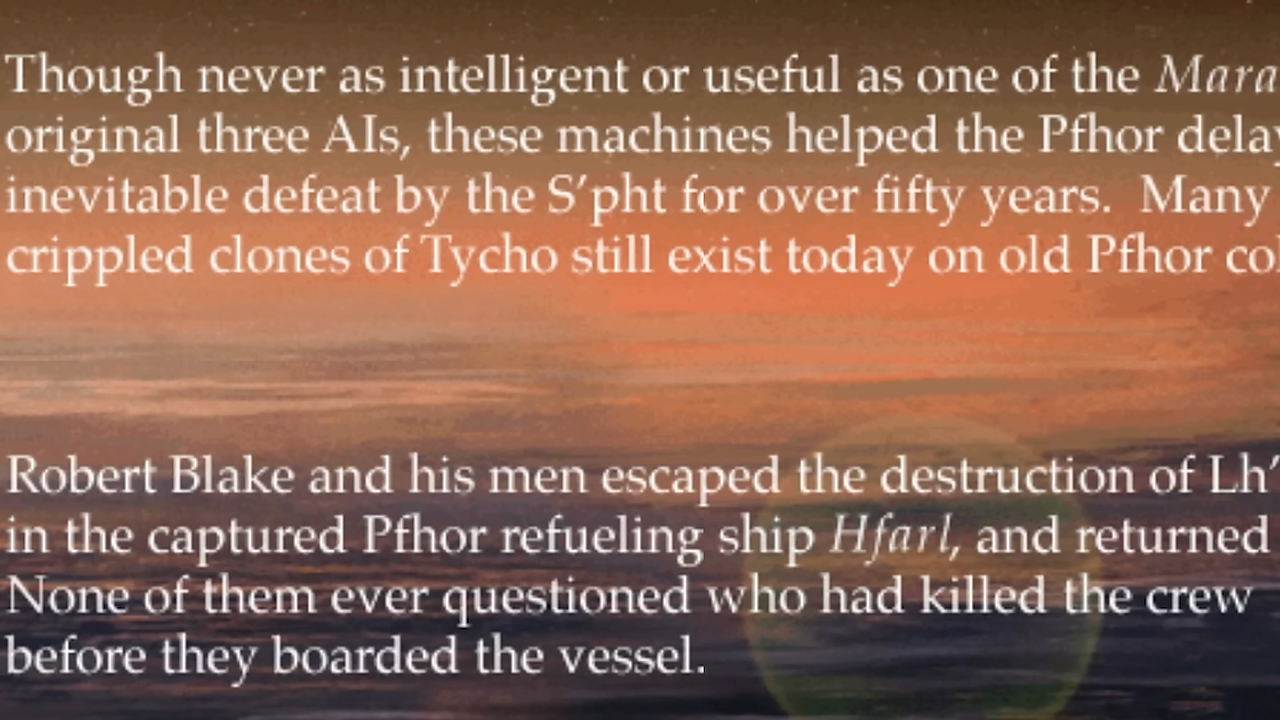 Though never as intelligent or useful as one of the Mara
original three AIs, these machines helped the Pfhor delay
inevitable defeat by the S'pht for over fifty years.  Many
crippled clones of Tycho still exist today on old Pfhor col
Robert Blake and his men escaped the destruction of Lh'
in the captured Pfhor refueling ship Hfarl, and returned
None of them ever questioned who had killed the crew
before they boarded the vessel.